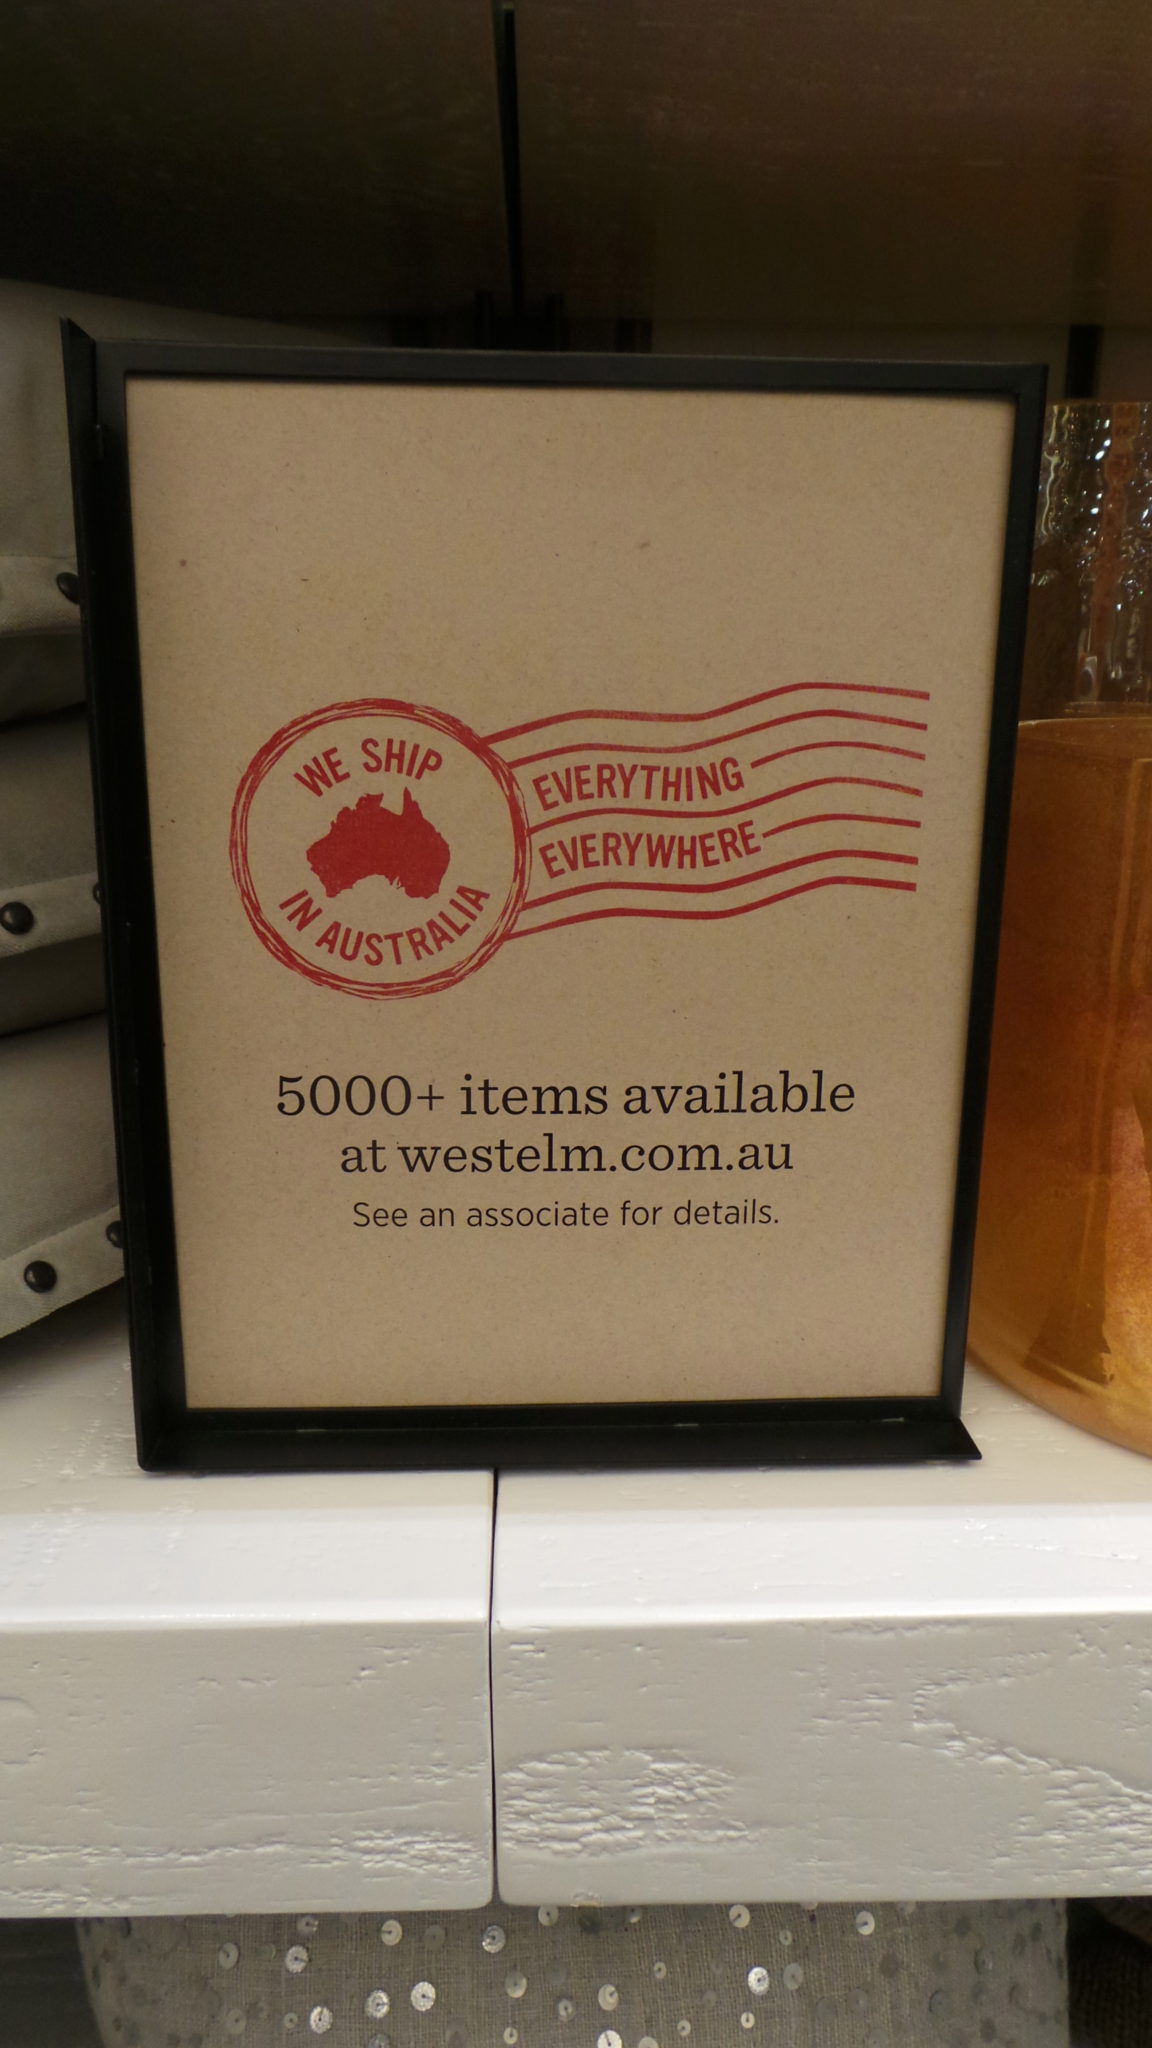 WE SHIP
IN AUSTRALIA
EVERYTHING
EVERYWHERE
5000+ items available
at westelm.com.au
See an associate for details.